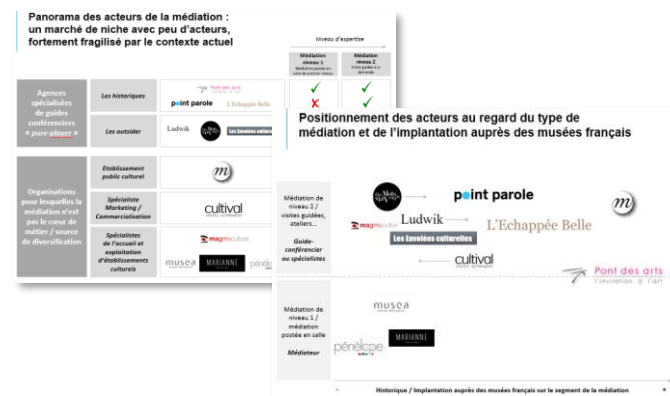 Panorama des acteurs de la médiation :
un marché de niche avec peu d'acteurs,
fortement fragilisé par le contexte actuel
Niveau d'expertise
Médiation
niveau 1
Médiation
niveau 2
Agences
spécialisées
de guides
conférenciers
« pure-player »
Les historiques
Pont des arts
point parole
L'Echappée Belle
Les outsider
Ludwik
Les Envolées culturelles
Organisations
pour lesquelles la
médiation n'est
pas le cœur de
métier / source
de diversification
Etablissement
public culturel
m
Spécialiste
Marketing /
Commercialisation
cultival
Spécialistes
de l'accueil et
exploitation
d'établissements
culturels
magmaculture
musea
MARIANNE
Positionnement des acteurs au regard du type de
médiation et de l'implantation auprès des musées français
Médiation de
niveau 2 /
visites guidées,
ateliers...
Guide-
conférencier
ou spécialistes
point parole
m
Ludwik
L'Echappée Belle
Les Envolées culturelles
cultival
Pont des arts
l'invitation à l'art
Médiation de
niveau 1 /
médiation
postée en salle
Médiateur
musea
MARIANNE
pénélope
- Historique / Implantation auprès des musées français sur le segment de la médiation +